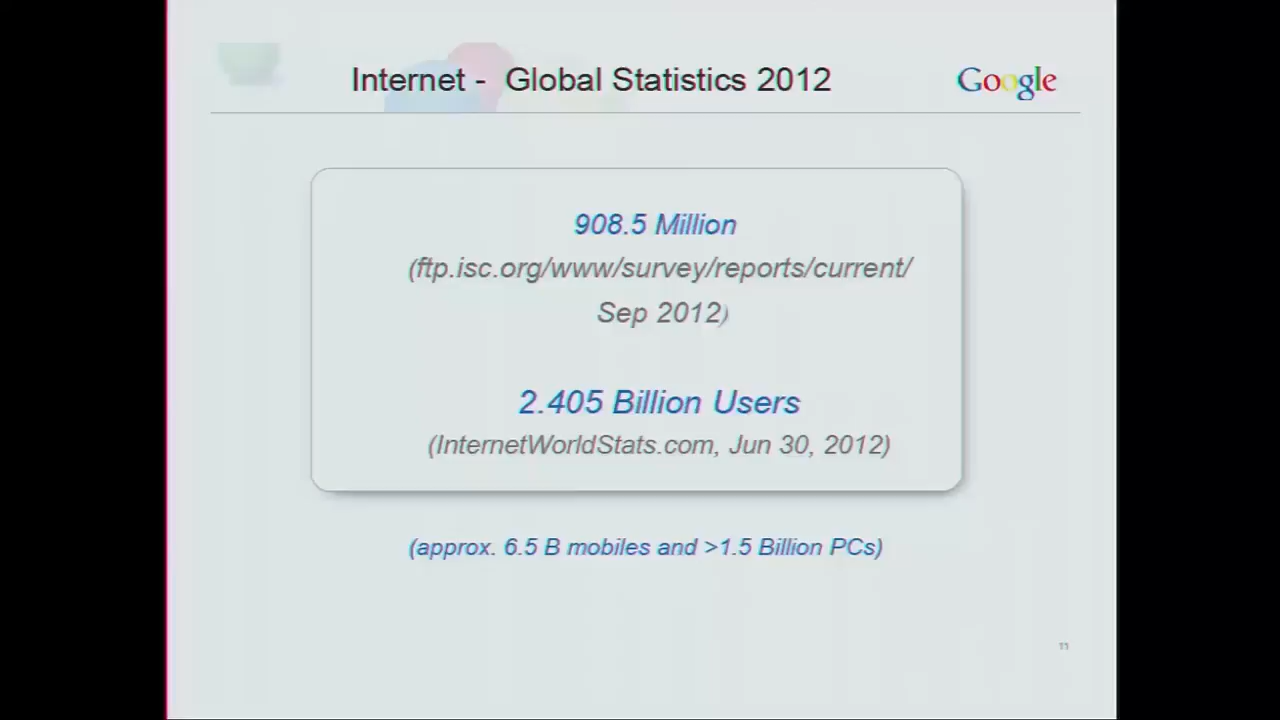 Internet - Global Statistics 2012
Google
908.5 Million
(ftp.isc.org/www/survey/reports/current/
Sep 2012)
2.405 Billion Users
(InternetWorldStats.com, Jun 30, 2012)
(approx. 6.5 B mobiles and >1.5 Billion PCs)